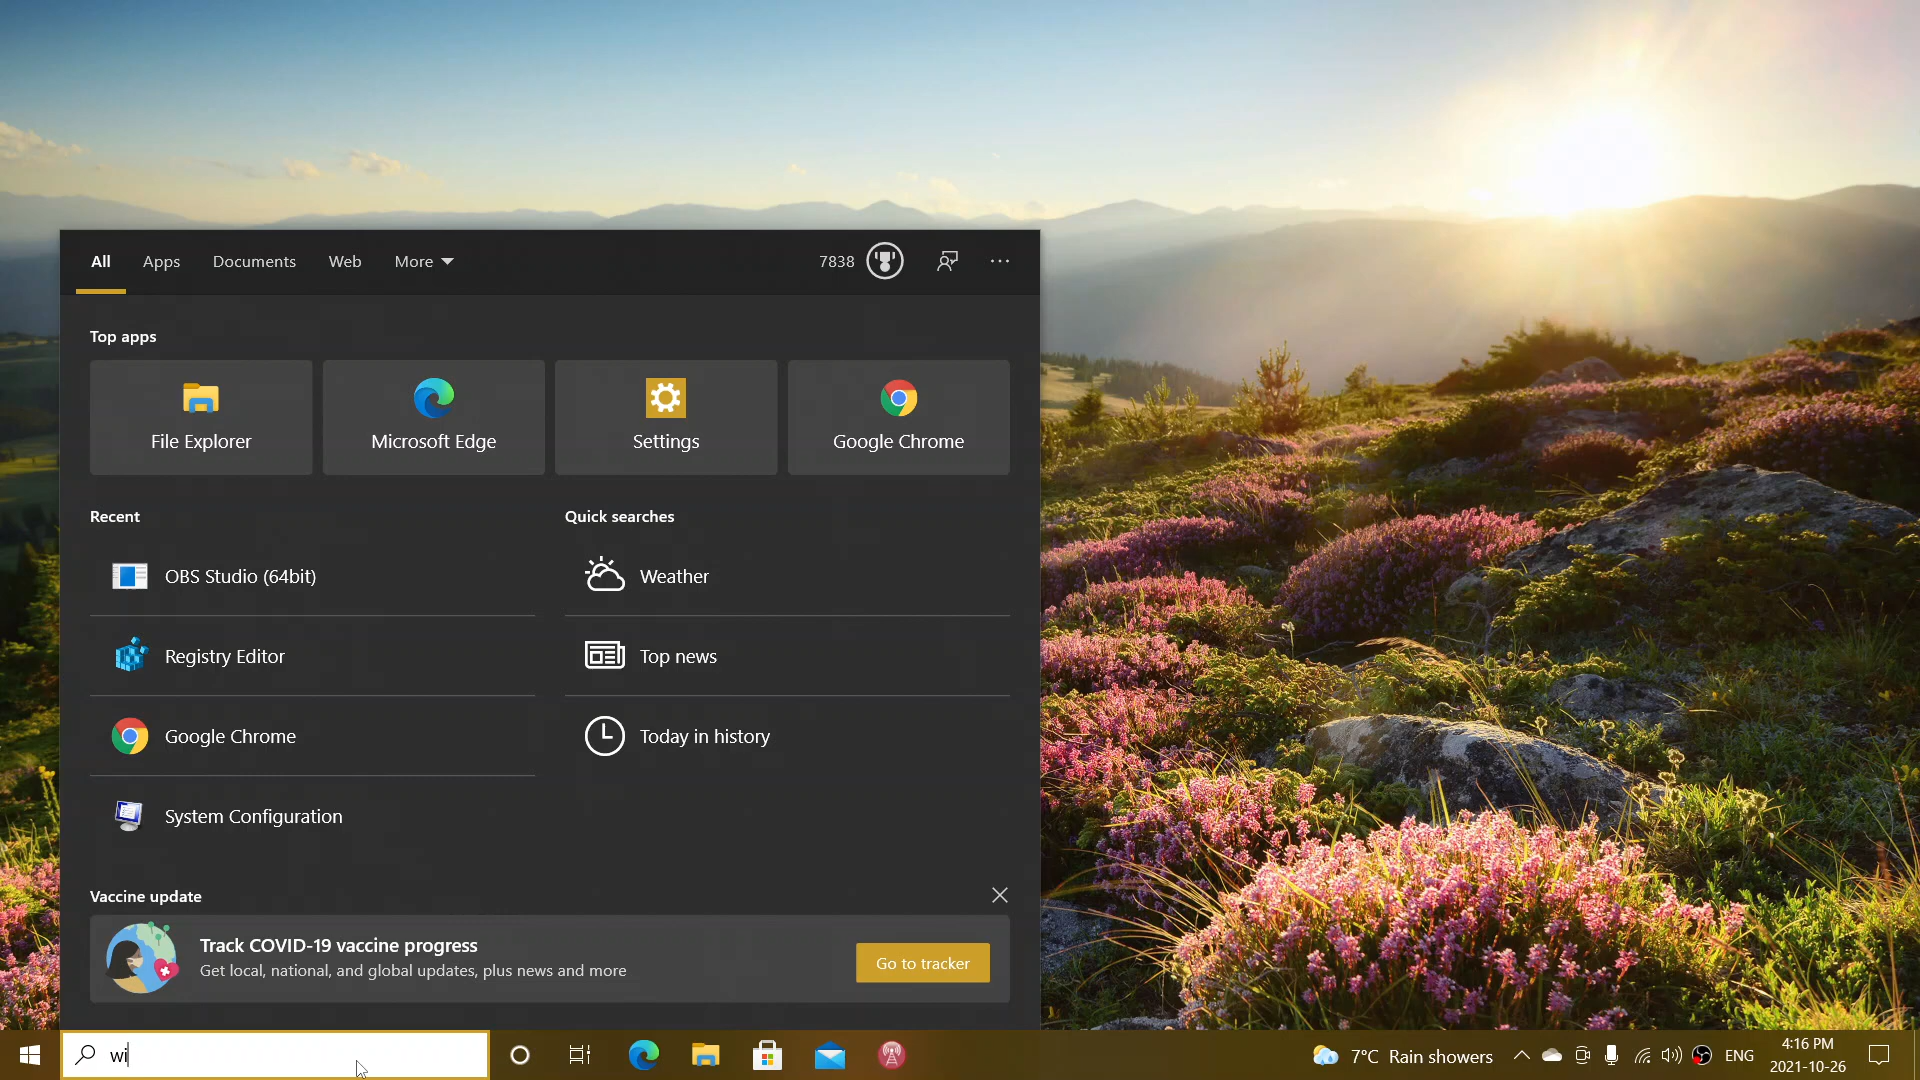 All Apps Documents Web More 7838
Top apps
File Explorer Microsoft Edge Settings Google Chrome
Recent
OBS Studio (64bit)
Registry Editor
Google Chrome
System Configuration
Quick searches
Weather
Top news
Today in history
Vaccine update
Track COVID-19 vaccine progress
Get local, national, and global updates, plus news and more
Go to tracker
wi
7°C Rain showers
ENG
4:16 PM
2021-10-26